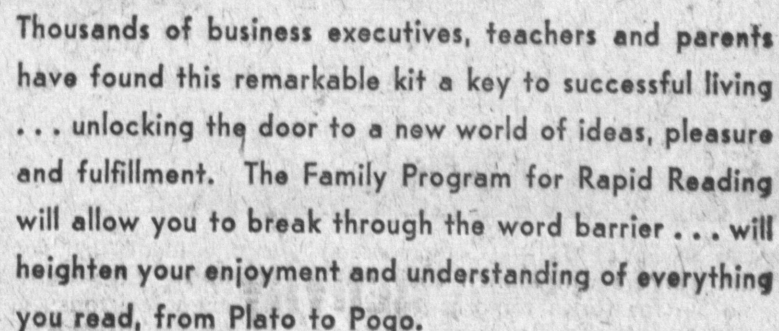 Thousands of business executives, teachers and parents
have found this remarkable kit a key to successful living
. . . unlocking the door to a new world of ideas, pleasure
and fulfillment. The Family Program for Rapid Reading
will allow you to break through the word barrier . . . will
heighten your enjoyment and understanding of everything
you read, from Plato to Pogo.